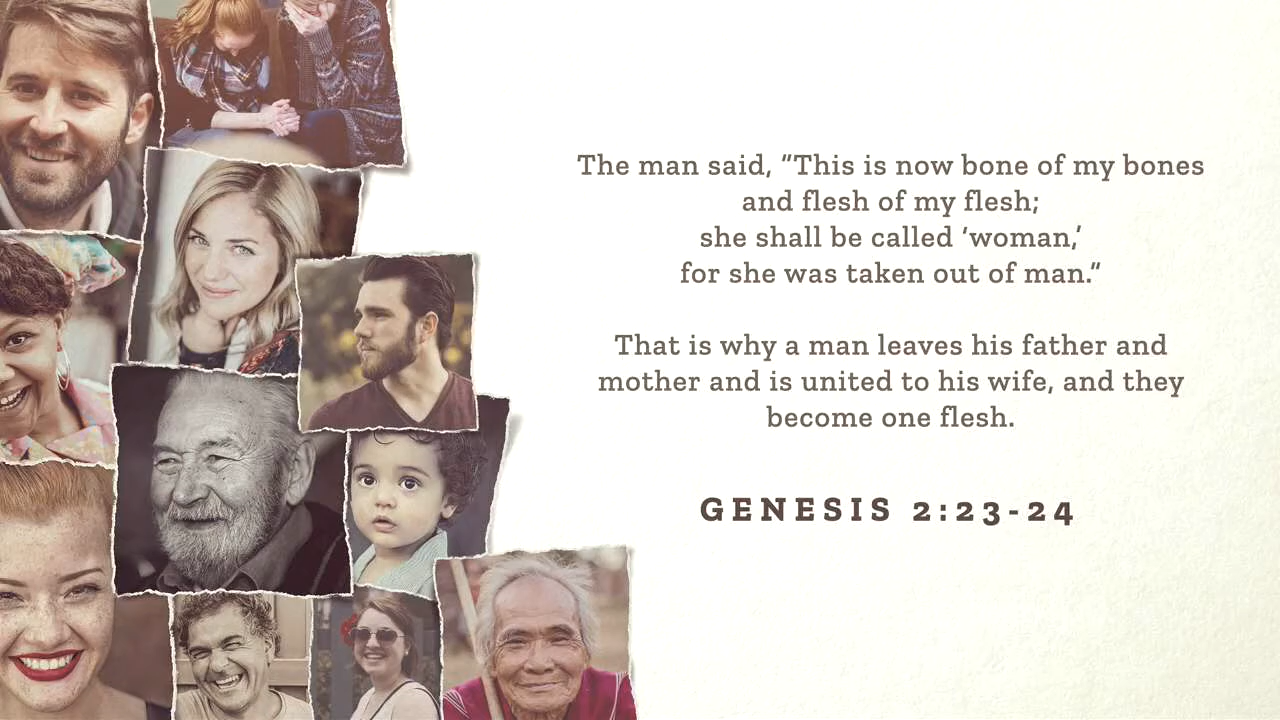 The man said, “This is now bone of my bones
and flesh of my flesh;
she shall be called ‘woman,’
for she was taken out of man.”
That is why a man leaves his father and
mother and is united to his wife, and they
become one flesh.
GENESIS 2:23-24